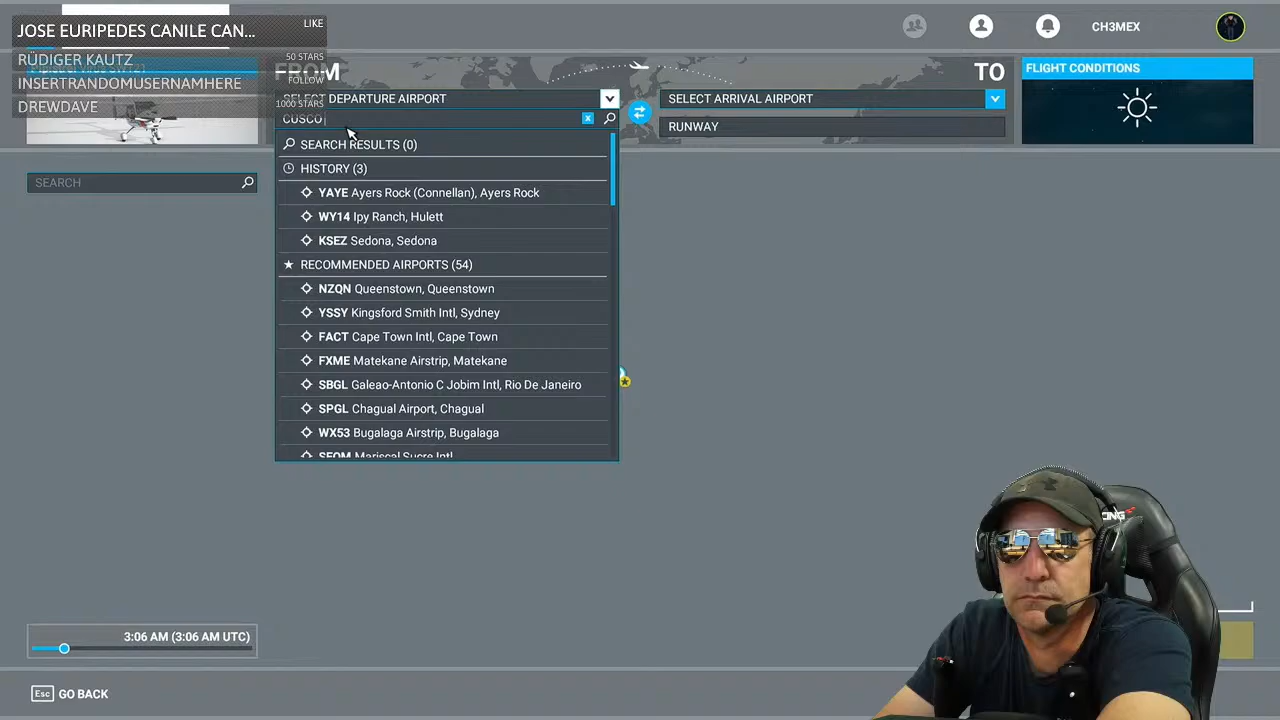 JOSE EURIPEDES CANILE CAN...
LIKE
RÜDIGER KAUTZ
50 STARS
INSERTRANDOMUSERNAMHERE
FOLLOW
DREWDAVE
1000 STARS
CH3MEX
FROM
TO
DEPARTURE AIRPORT
SELECT ARRIVAL AIRPORT
CUSCO
RUNWAY
FLIGHT CONDITIONS
SEARCH
SEARCH RESULTS (0)
HISTORY (3)
YAYE Ayers Rock (Connellan), Ayers Rock
WY14 Ipy Ranch, Hulett
KSEZ Sedona, Sedona
RECOMMENDED AIRPORTS (54)
NZQN Queenstown, Queenstown
YSSY Kingsford Smith Intl, Sydney
FACT Cape Town Intl, Cape Town
FXME Matekane Airstrip, Matekane
SBGL Galeao-Antonio C Jobim Intl, Rio De Janeiro
SPGL Chagual Airport, Chagual
WX53 Bugalaga Airstrip, Bugalaga
Mariscal Sucre Intl
3:06 AM (3:06 AM UTC)
Esc GO BACK